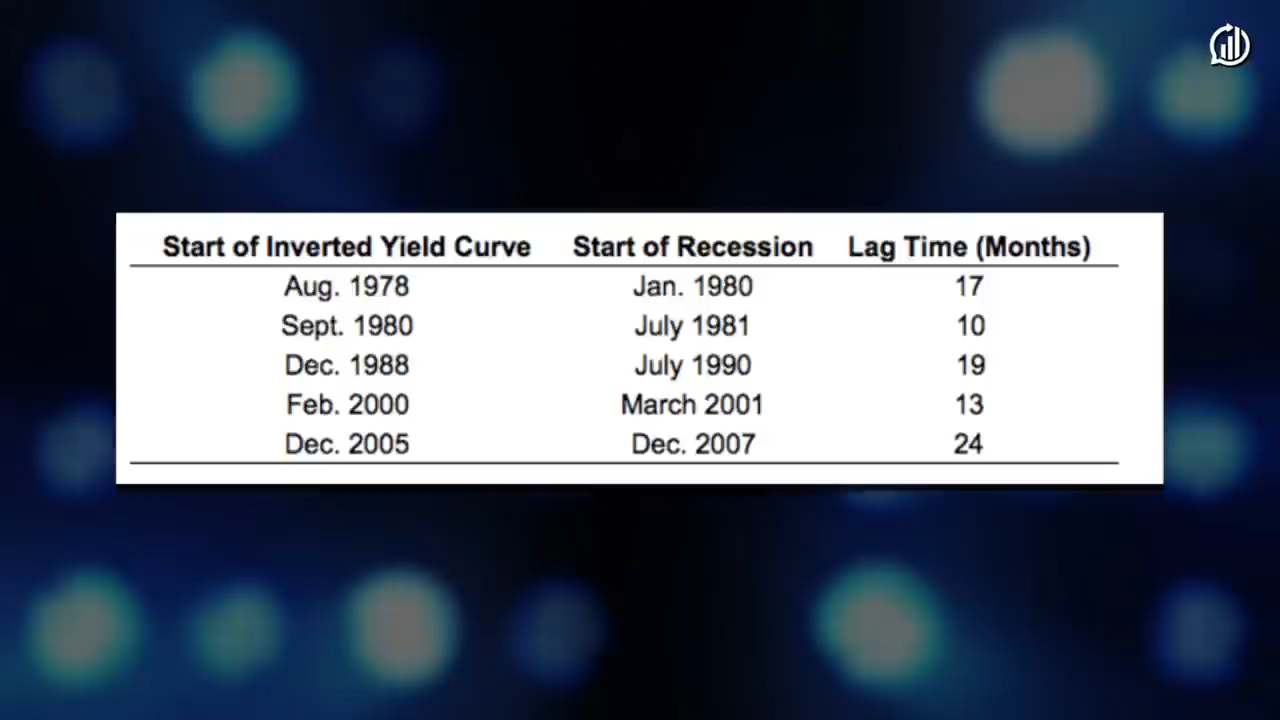 Start of Inverted Yield Curve Start of Recession Lag Time (Months)
Aug. 1978 Jan. 1980 17
Sept. 1980 July 1981 10
Dec. 1988 July 1990 19
Feb. 2000 March 2001 13
Dec. 2005 Dec. 2007 24